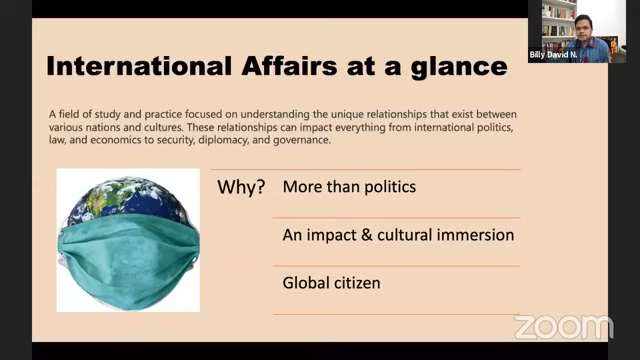 International Affairs at a glance
Billy David N.
A field of study and practice focused on understanding the unique relationships that exist between
various nations and cultures. These relationships can impact everything from international politics,
law, and economics to security, diplomacy, and governance.
Why?
More than politics
An impact & cultural immersion
Global citizen
zoom